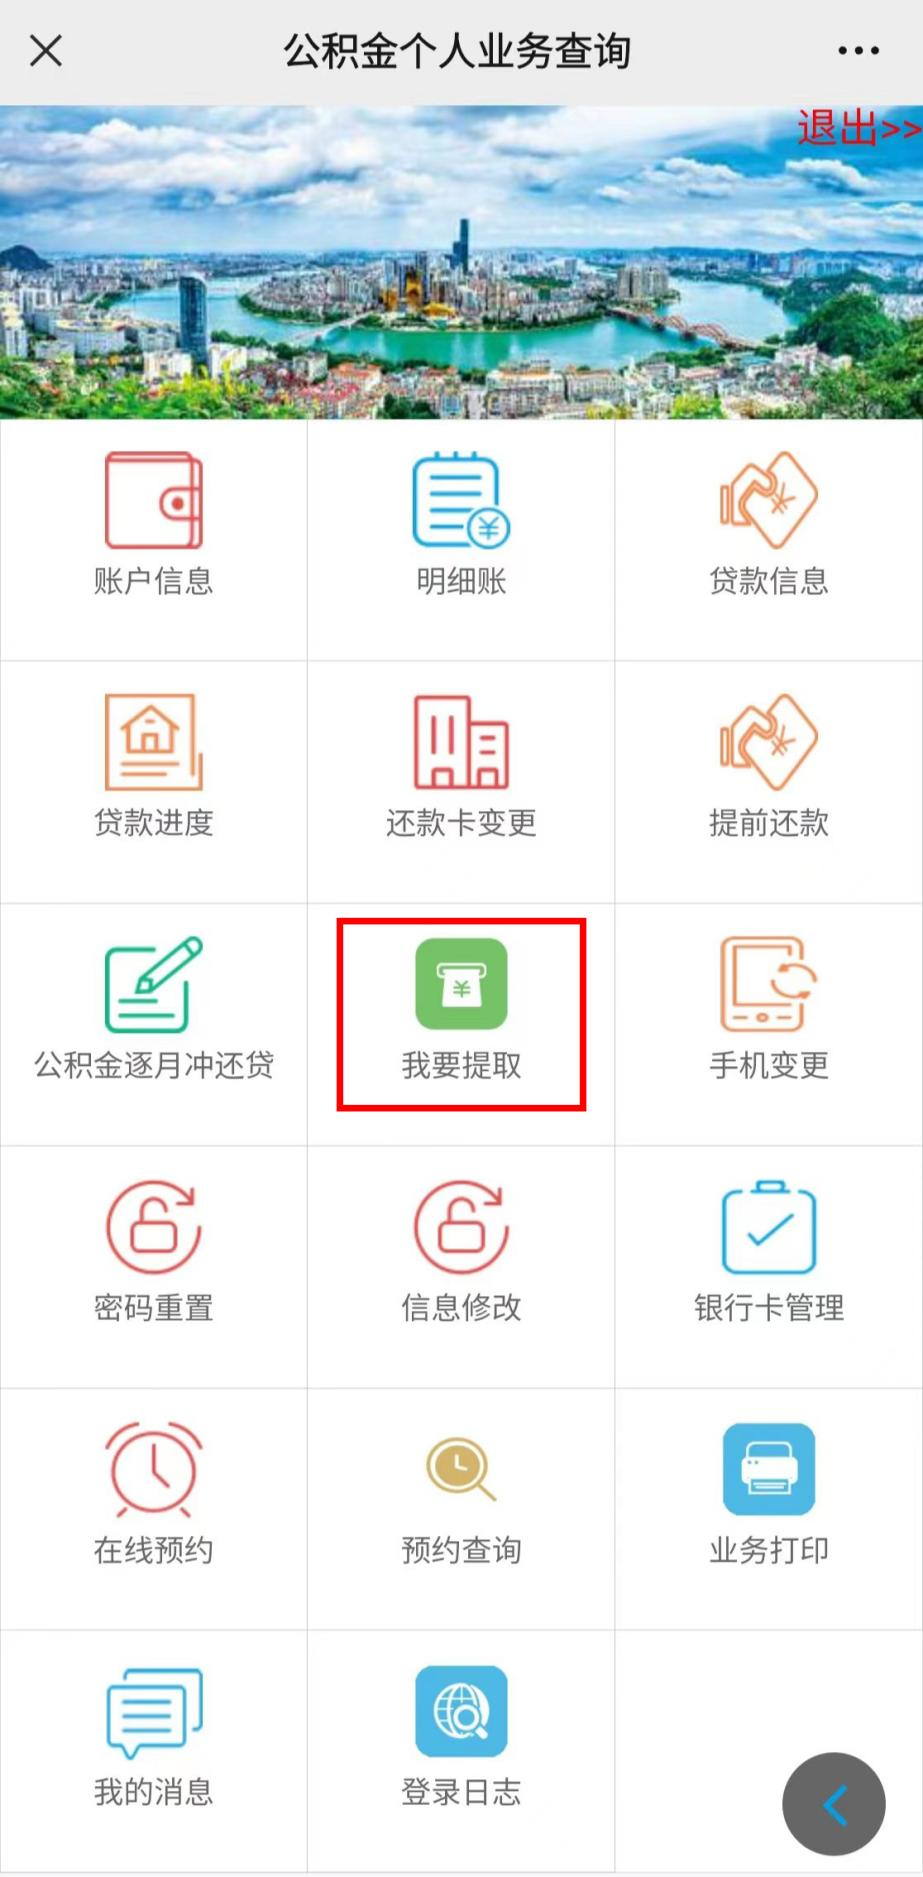 公积金个人业务查询
退出>>
账户信息
明细账
贷款信息
贷款进度
还款卡变更
提前还款
公积金逐月冲还贷
我要提取
手机变更
密码重置
信息修改
银行卡管理
在线预约
预约查询
业务打印
我的消息
登录日志